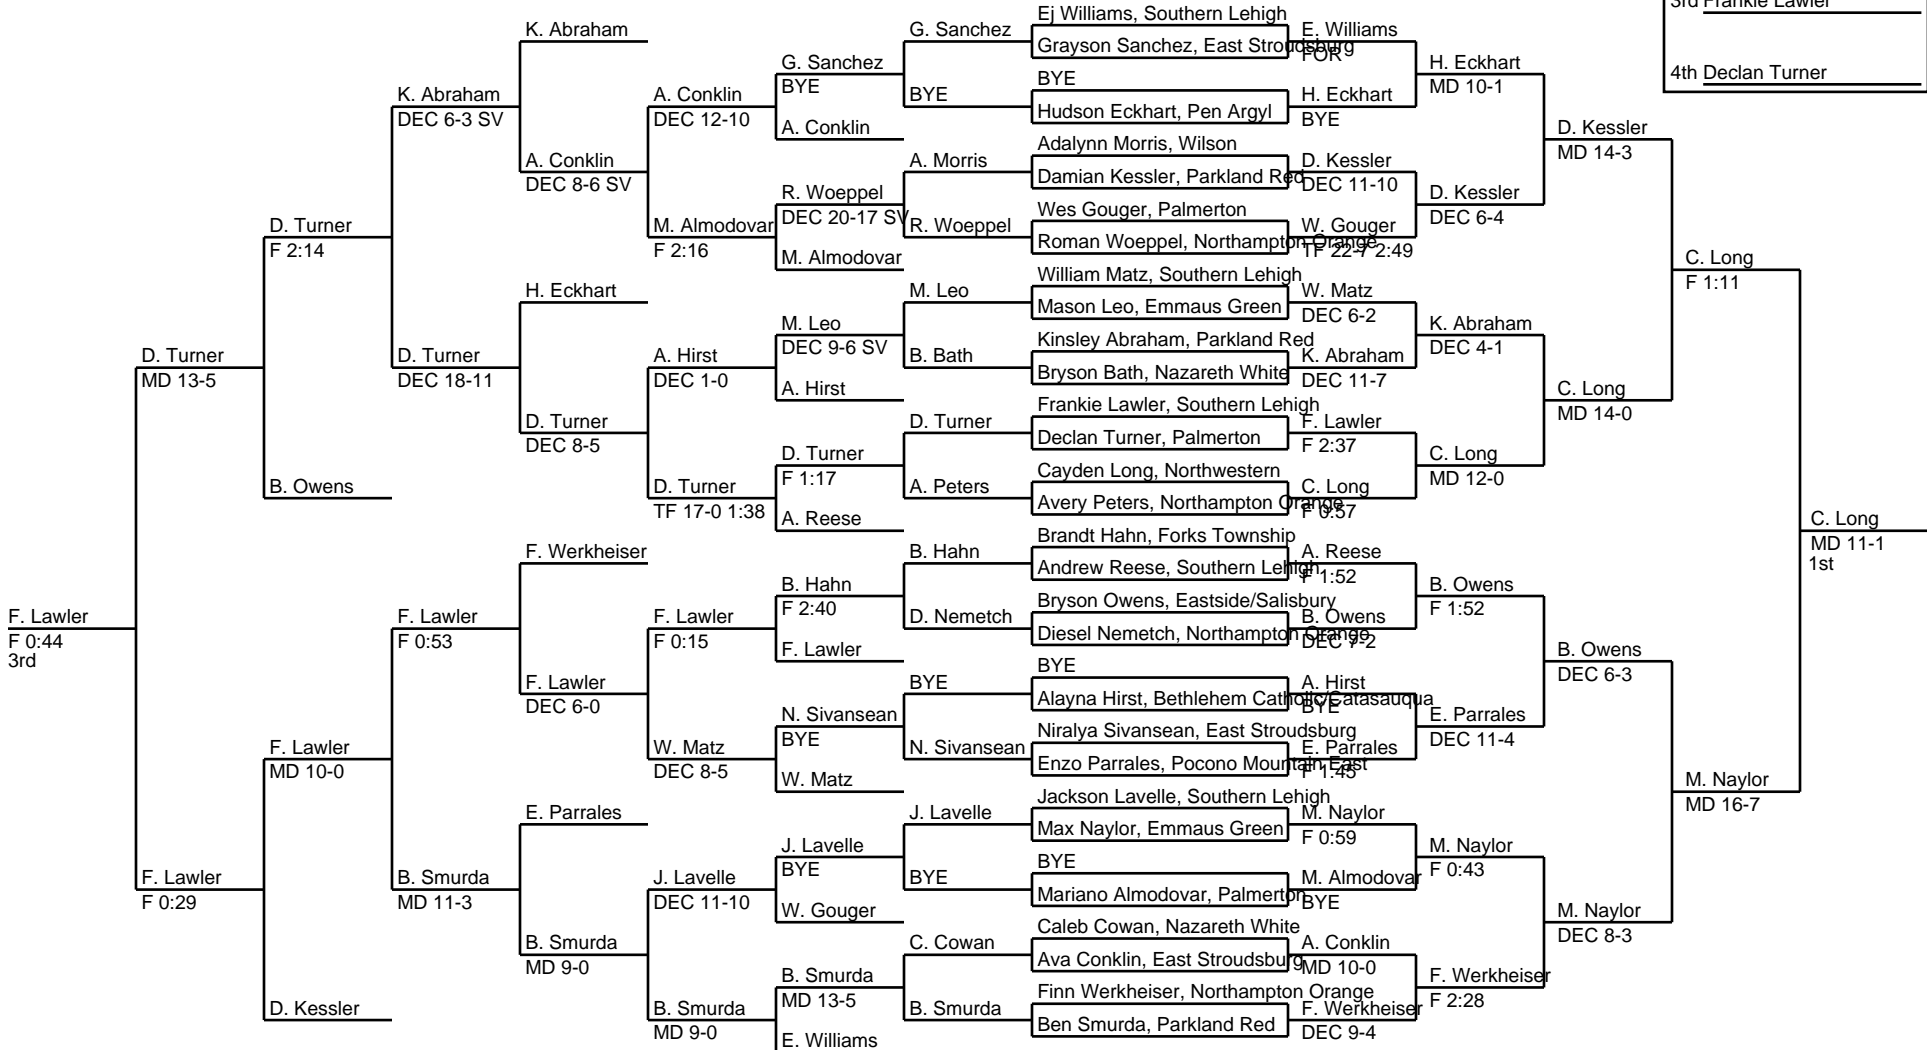 3rd Frankie Lawler
4th Declan Turner
F. Lawler
F 0:44
3rd
D. Turner
MD 13-5
F. Lawler
F 0:29
D. Turner
F 2:14
B. Owens
F. Lawler
MD 10-0
D. Kessler
K. Abraham
DEC 6-3 SV
D. Turner
DEC 18-11
F. Lawler
F 0:53
B. Smurda
MD 11-3
K. Abraham
A. Conklin
DEC 8-6 SV
H. Eckhart
D. Turner
DEC 8-5
F. Werkheiser
F. Lawler
DEC 6-0
E. Parrales
B. Smurda
MD 9-0
A. Conklin
DEC 12-10
M. Almodovar
F 2:16
A. Hirst
DEC 1-0
D. Turner
TF 17-0 1:38
F. Lawler
F 0:15
W. Matz
DEC 8-5
J. Lavelle
DEC 11-10
B. Smurda
MD 9-0
G. Sanchez
BYE
A. Conklin
R. Woeppel
DEC 20-17 SV
M. Almodovar
M. Leo
DEC 9-6 SV
A. Hirst
D. Turner
F 1:17
A. Reese
B. Hahn
F 2:40
F. Lawler
N. Sivansean
BYE
W. Matz
J. Lavelle
BYE
W. Gouger
B. Smurda
MD 13-5
E. Williams
G. Sanchez
BYE
A. Morris
R. Woeppel
M. Leo
B. Bath
D. Turner
A. Peters
B. Hahn
D. Nemetch
BYE
N. Sivansean
J. Lavelle
BYE
C. Cowan
B. Smurda
Ej Williams, Southern Lehigh
Grayson Sanchez, East Stroudsburg
BYE
Hudson Eckhart, Pen Argyl
Adalynn Morris, Wilson
Damian Kessler, Parkland Red
Wes Gouger, Palmerton
Roman Woeppel, Northampton Orange
William Matz, Southern Lehigh
Mason Leo, Emmaus Green
Kinsley Abraham, Parkland Red
Bryson Bath, Nazareth White
Frankie Lawler, Southern Lehigh
Declan Turner, Palmerton
Cayden Long, Northwestern
Avery Peters, Northampton Orange
Brandt Hahn, Forks Township
Andrew Reese, Southern Lehigh
Bryson Owens, Eastside/Salisbury
Diesel Nemetch, Northampton Orange
BYE
Alayna Hirst, Bethlehem Catholic/Catasauqua
Niralya Sivansean, East Stroudsburg
Enzo Parrales, Pocono Mountain East
Jackson Lavelle, Southern Lehigh
Max Naylor, Emmaus Green
BYE
Mariano Almodovar, Palmerton
Caleb Cowan, Nazareth White
Ava Conklin, East Stroudsburg
Finn Werkheiser, Northampton Orange
Ben Smurda, Parkland Red
E. Williams
FOR
H. Eckhart
BYE
D. Kessler
DEC 11-10
W. Gouger
TF 22-7 2:49
W. Matz
DEC 6-2
K. Abraham
DEC 11-7
F. Lawler
F 2:37
C. Long
F 0:57
A. Reese
F 1:52
B. Owens
DEC 7-2
A. Hirst
BYE
E. Parrales
F 1:45
M. Naylor
F 0:59
M. Almodovar
BYE
A. Conklin
MD 10-0
F. Werkheiser
DEC 9-4
H. Eckhart
MD 10-1
D. Kessler
DEC 6-4
K. Abraham
DEC 4-1
C. Long
MD 12-0
B. Owens
F 1:52
E. Parrales
DEC 11-4
M. Naylor
F 0:43
F. Werkheiser
F 2:28
D. Kessler
MD 14-3
C. Long
MD 14-0
B. Owens
DEC 6-3
M. Naylor
DEC 8-3
C. Long
F 1:11
M. Naylor
MD 16-7
C. Long
MD 11-1
1st